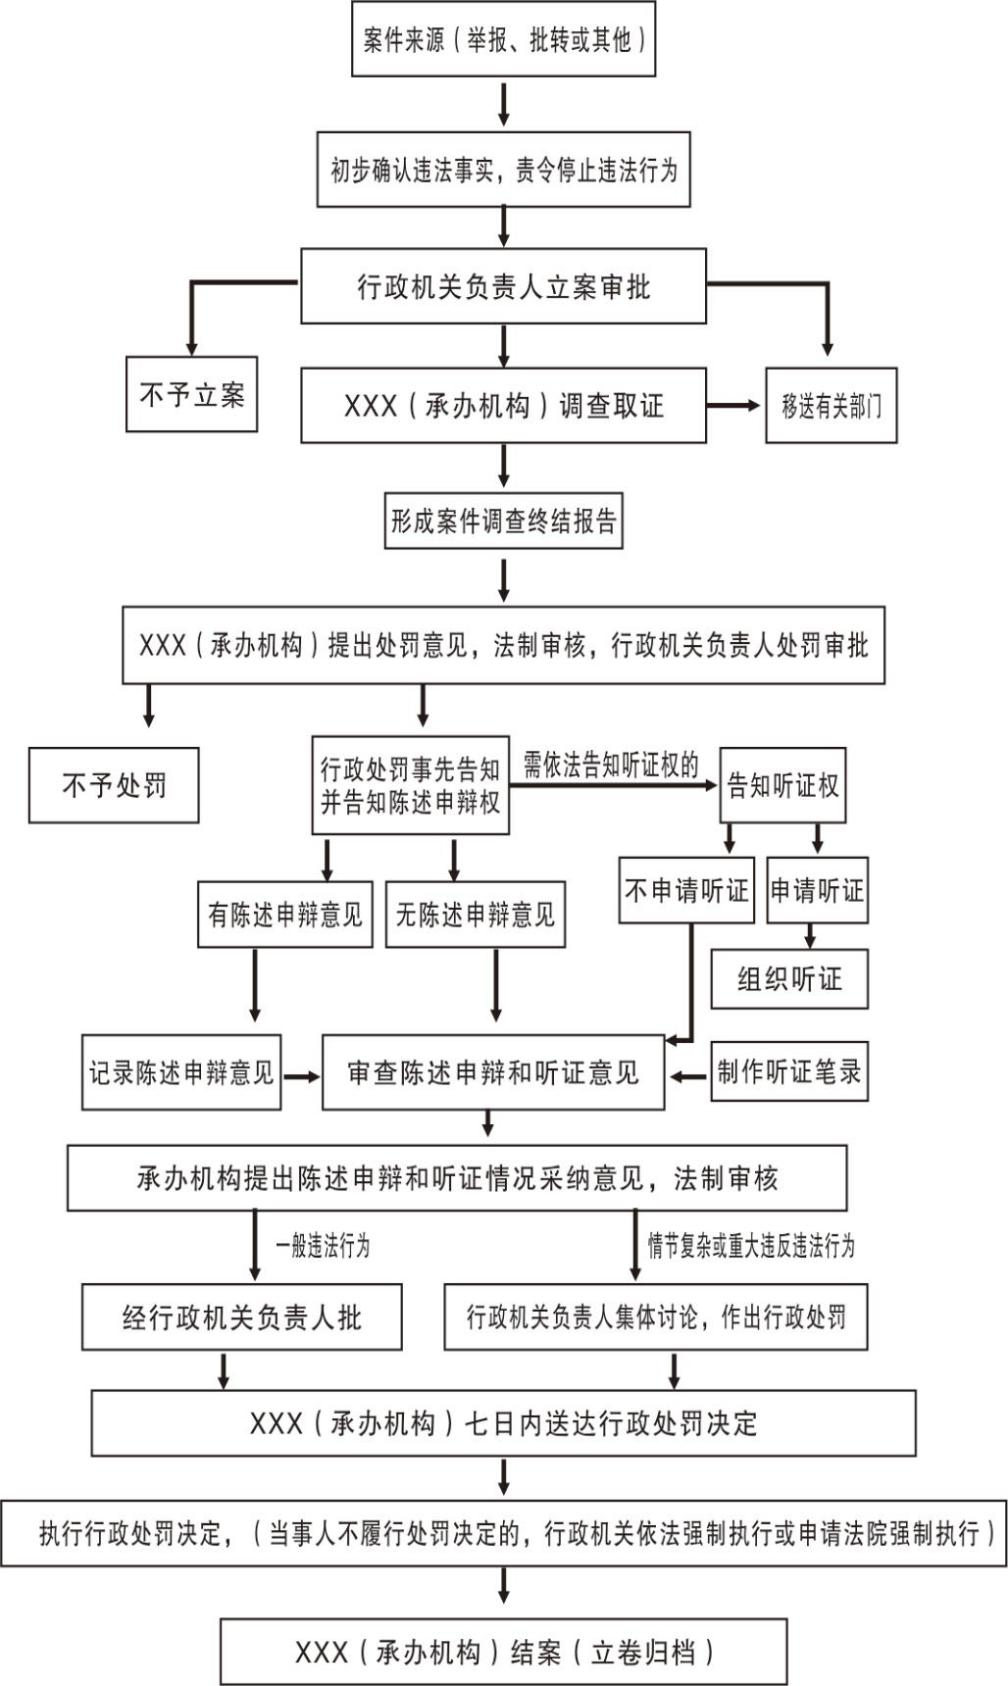 案件来源（举报、批转或其他）
初步确认违法事实，责令停止违法行为
行政机关负责人立案审批
不予立案
XXX（承办机构）调查取证
移送有关部门
形成案件调查终结报告
XXX（承办机构）提出处罚意见，法制审核，行政机关负责人处罚审批
不予处罚
行政处罚事先告知
并告知陈述申辩权
需依法告知听证权的
告知听证权
有陈述申辩意见
无陈述申辩意见
不申请听证
申请听证
组织听证
记录陈述申辩意见
审查陈述申辩和听证意见
制作听证笔录
承办机构提出陈述申辩和听证情况采纳意见，法制审核
一般违法行为
情节复杂或重大违反违法行为
经行政机关负责人批
行政机关负责人集体讨论，作出行政处罚
XXX（承办机构）七日内送达行政处罚决定
执行行政处罚决定，（当事人不履行处罚决定的，行政机关依法强制执行或申请法院强制执行）
XXX（承办机构）结案（立卷归档）